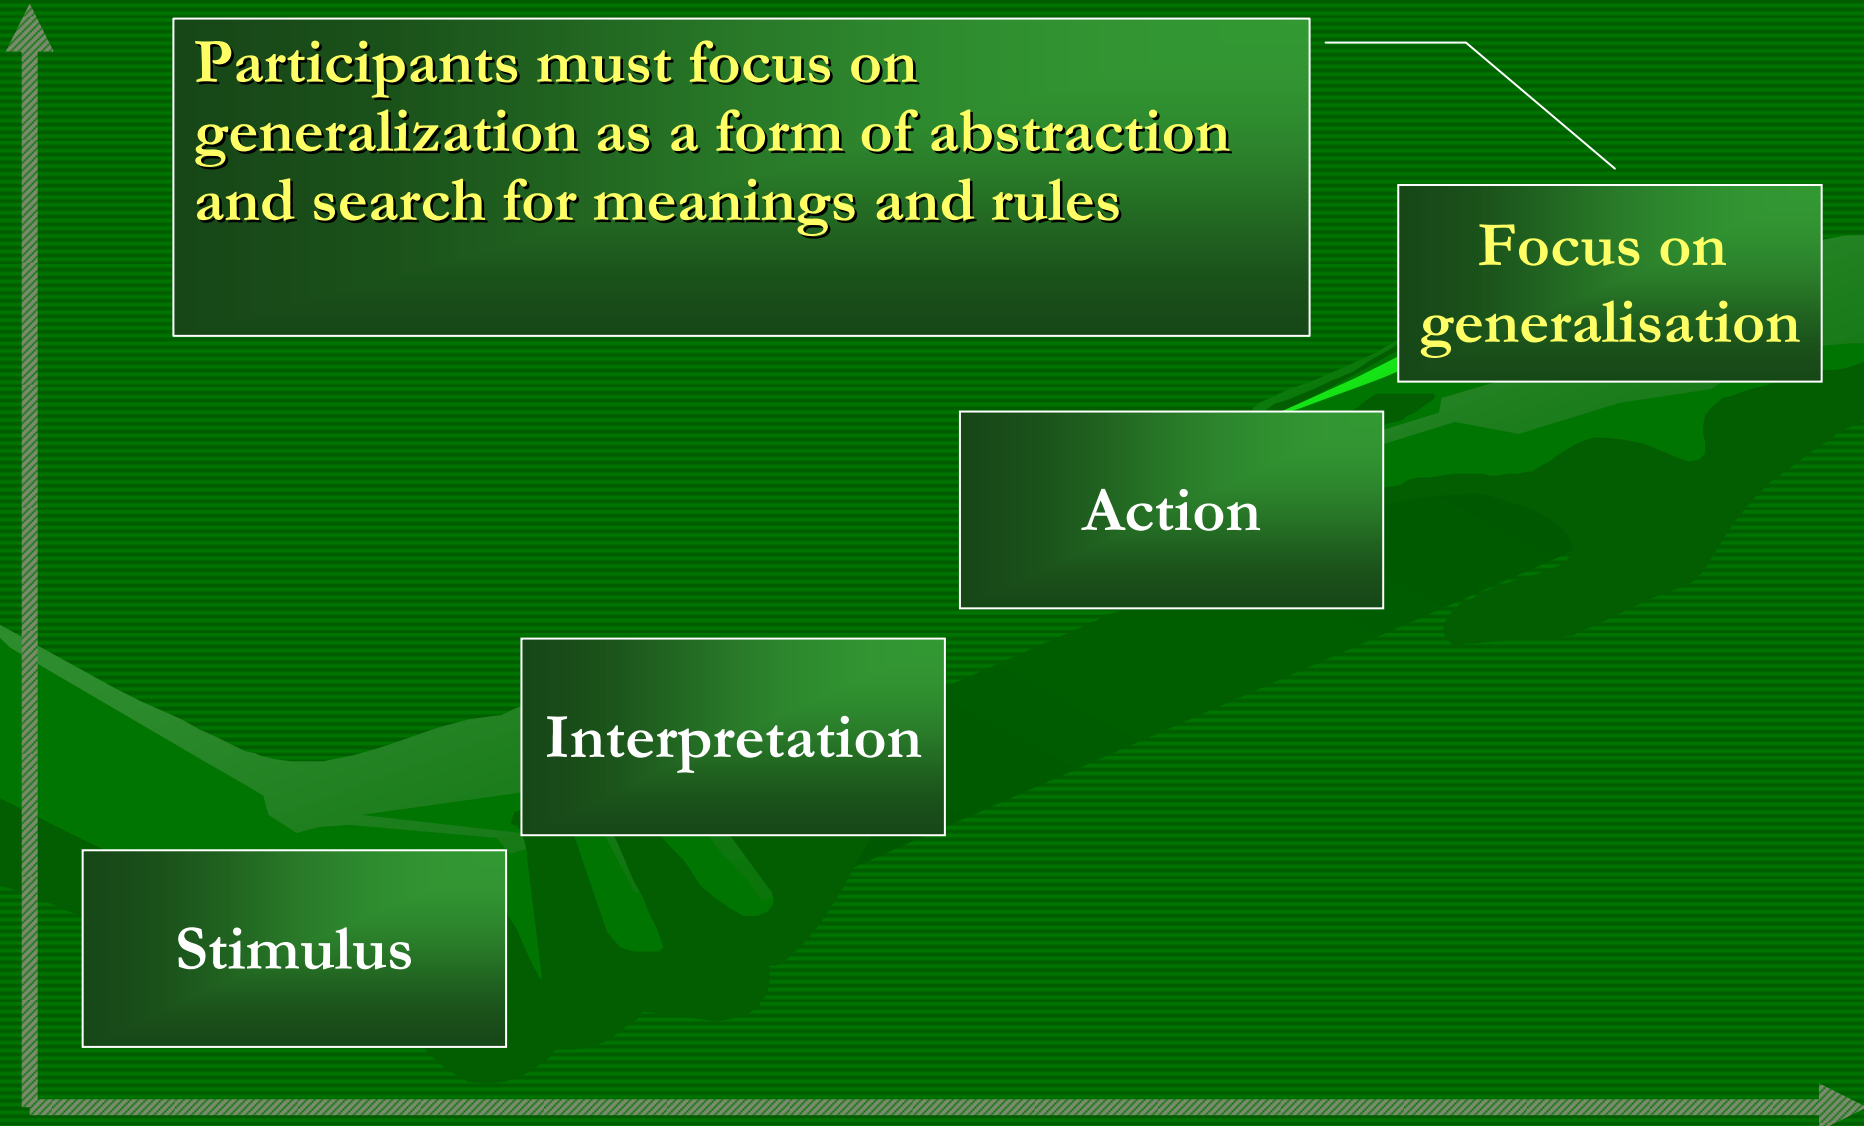 Participants must focus on
generalization as a form of abstraction
and search for meanings and rules
Focus on
generalisation
Action
Interpretation
Stimulus